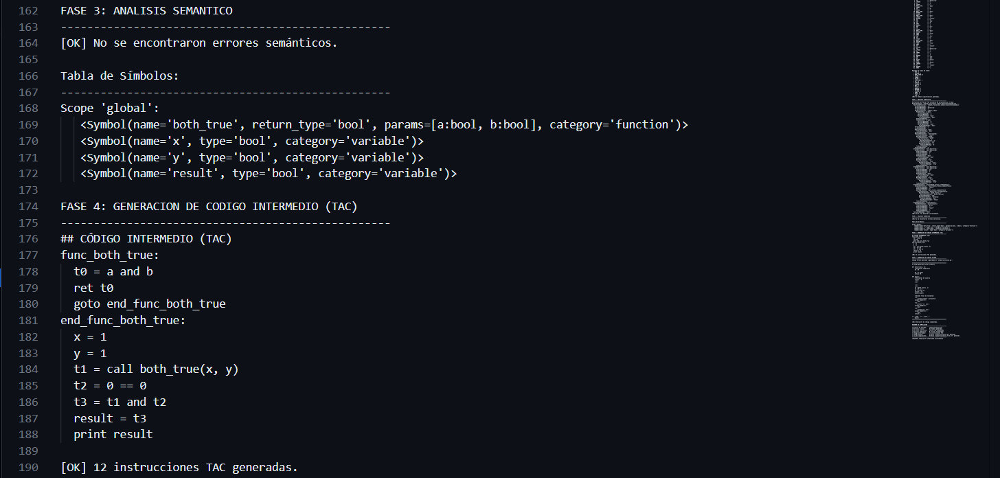 162 FASE 3: ANALISIS SEMANTICO
163 --------------------------------------------------
164 [OK] No se encontraron errores semánticos.
165
166 Tabla de Símbolos:
167 --------------------------------------------------
168 Scope 'global':
169 <Symbol(name='both_true', return_type='bool', params=[a:bool, b:bool], category='function')>
170 <Symbol(name='x', type='bool', category='variable')>
171 <Symbol(name='y', type='bool', category='variable')>
172 <Symbol(name='result', type='bool', category='variable')>
173
174 FASE 4: GENERACION DE CODIGO INTERMEDIO (TAC)
175 --------------------------------------------------
176 ## CÓDIGO INTERMEDIO (TAC)
177 func_both_true:
178 t0 = a and b
179 ret t0
180 goto end_func_both_true
181 end_func_both_true:
182 x = 1
183 y = 1
184 t1 = call both_true(x, y)
185 t2 = 0 == 0
186 t3 = t1 and t2
187 result = t3
188 print result
189
190 [OK] 12 instrucciones TAC generadas.